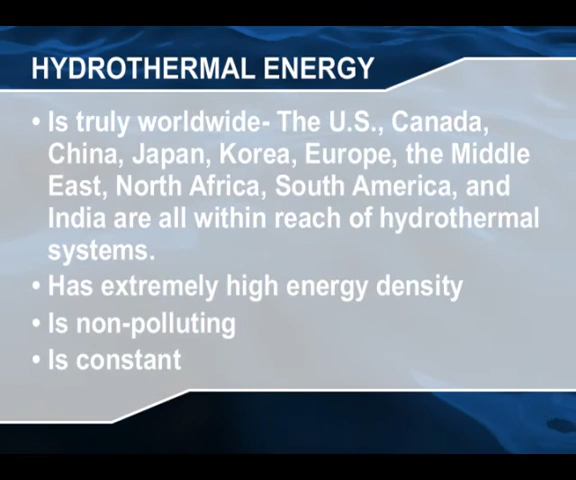 HYDROTHERMAL ENERGY
• Is truly worldwide- The U.S., Canada,
China, Japan, Korea, Europe, the Middle
East, North Africa, South America, and
India are all within reach of hydrothermal
systems.
• Has extremely high energy density
• Is non-polluting
• Is constant